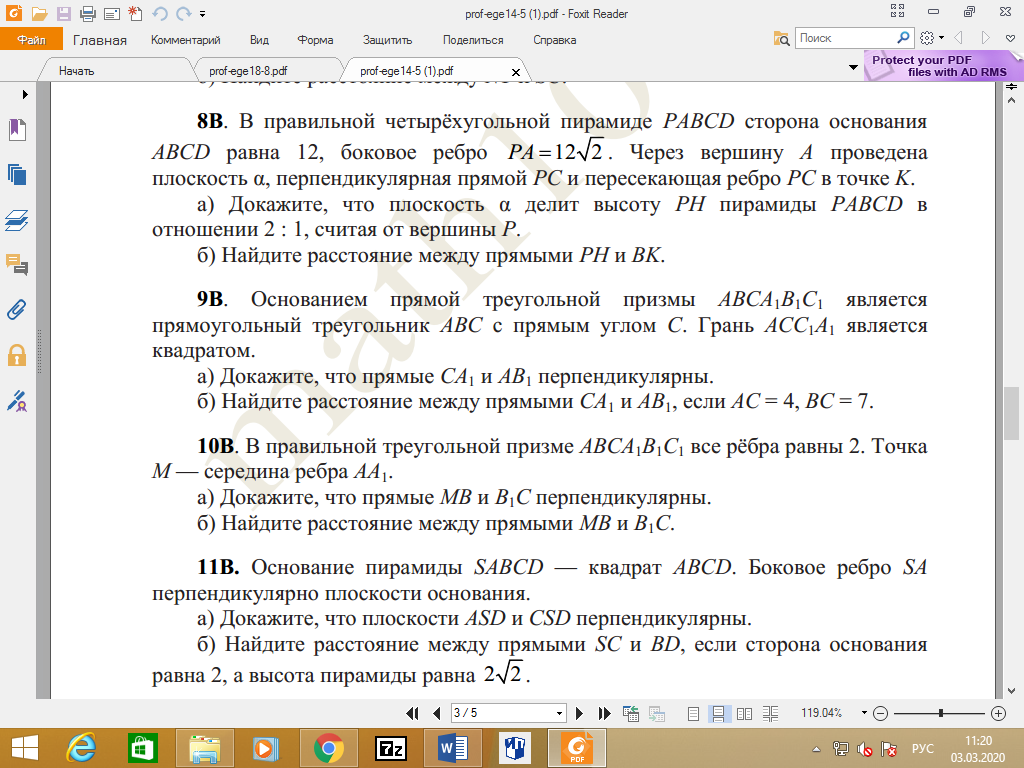 prof-ege14-5 (1).pdf - Foxit Reader
Файл Главная Комментарий Вид Форма Защитить Поделиться Справка Поиск
Начать prof-ege18-8.pdf prof-ege14-5 (1).pdf
Protect your PDF
files with AD RMS
8В. В правильной четырёхугольной пирамиде PABCD сторона основания
ABCD равна 12, боковое ребро PA=12√2. Через вершину A проведена
плоскость α, перпендикулярная прямой PC и пересекающая ребро PC в точке K.
а) Докажите, что плоскость α делит высоту PH пирамиды PABCD в
отношении 2 : 1, считая от вершины P.
б) Найдите расстояние между прямыми PH и BK.
9В. Основанием прямой треугольной призмы ABCA₁B₁C₁ является
прямоугольный треугольник ABC с прямым углом C. Грань ACC₁A₁ является
квадратом.
а) Докажите, что прямые CA₁ и AB₁ перпендикулярны.
б) Найдите расстояние между прямыми CA₁ и AB₁, если AC = 4, BC = 7.
10В. В правильной треугольной призме ABCA₁B₁C₁ все рёбра равны 2. Точка
M — середина ребра AA₁.
а) Докажите, что прямые MB и B₁C перпендикулярны.
б) Найдите расстояние между прямыми MB и B₁C.
11В. Основание пирамиды SABCD — квадрат ABCD. Боковое ребро SA
перпендикулярно плоскости основания.
а) Докажите, что плоскости ASD и CSD перпендикулярны.
б) Найдите расстояние между прямыми SC и BD, если сторона основания
равна 2, а высота пирамиды равна 2√2.
3 / 5 119.04%
7z PDF РУС 11:20
03.03.2020